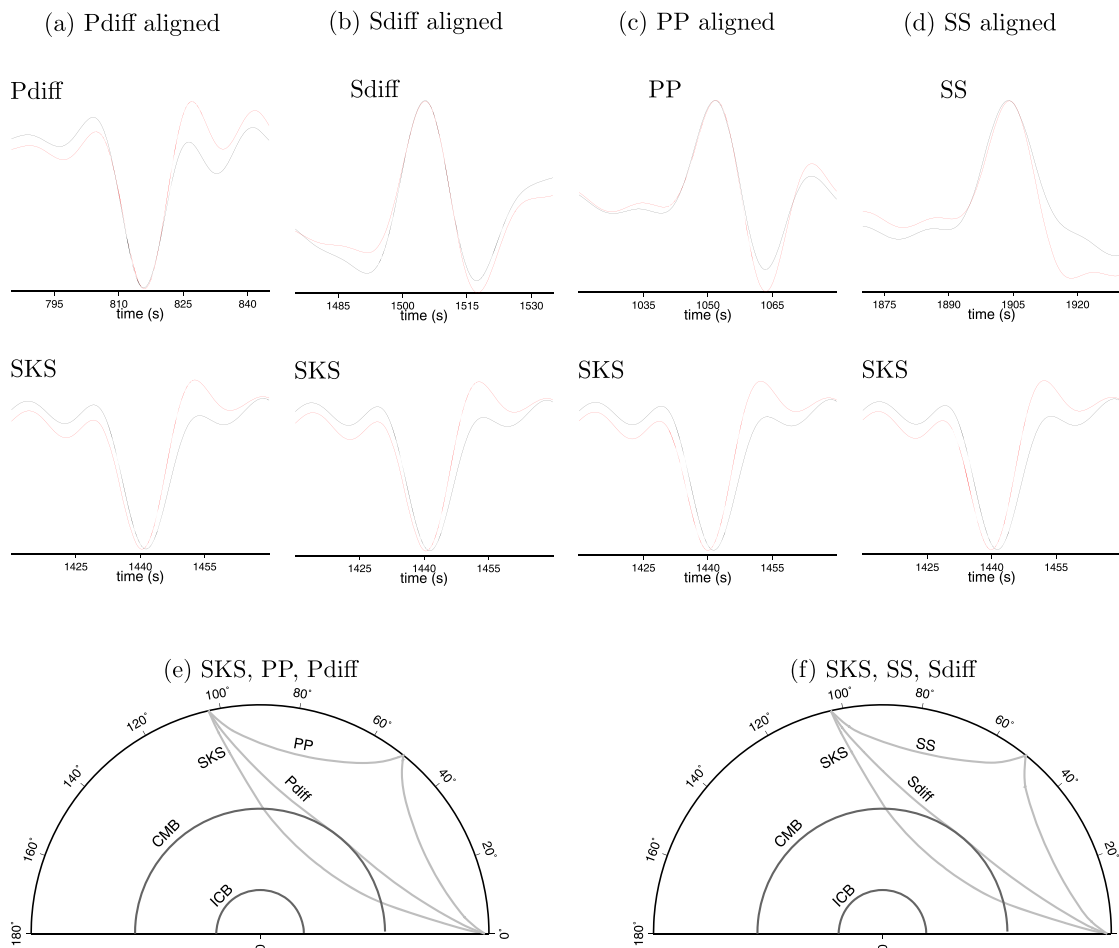 (a) Pdiff aligned
(b) Sdiff aligned
(c) PP aligned
(d) SS aligned
Pdiff
Sdiff
PP
SS
795 810 825 840
time (s)
1485 1500 1515 1530
time (s)
1035 1050 1065
time (s)
1875 1890 1905 1920
time (s)
SKS
SKS
SKS
SKS
1425 1440 1455
time (s)
1425 1440 1455
time (s)
1425 1440 1455
time (s)
1425 1440 1455
time (s)
(e) SKS, PP, Pdiff
180° 160° 140° 120° 100° 80° 60° 40° 20° 0°
SKS
PP
Pdiff
CMB
ICB
(f) SKS, SS, Sdiff
180° 160° 140° 120° 100° 80° 60° 40° 20°
SKS
SS
Sdiff
CMB
ICB